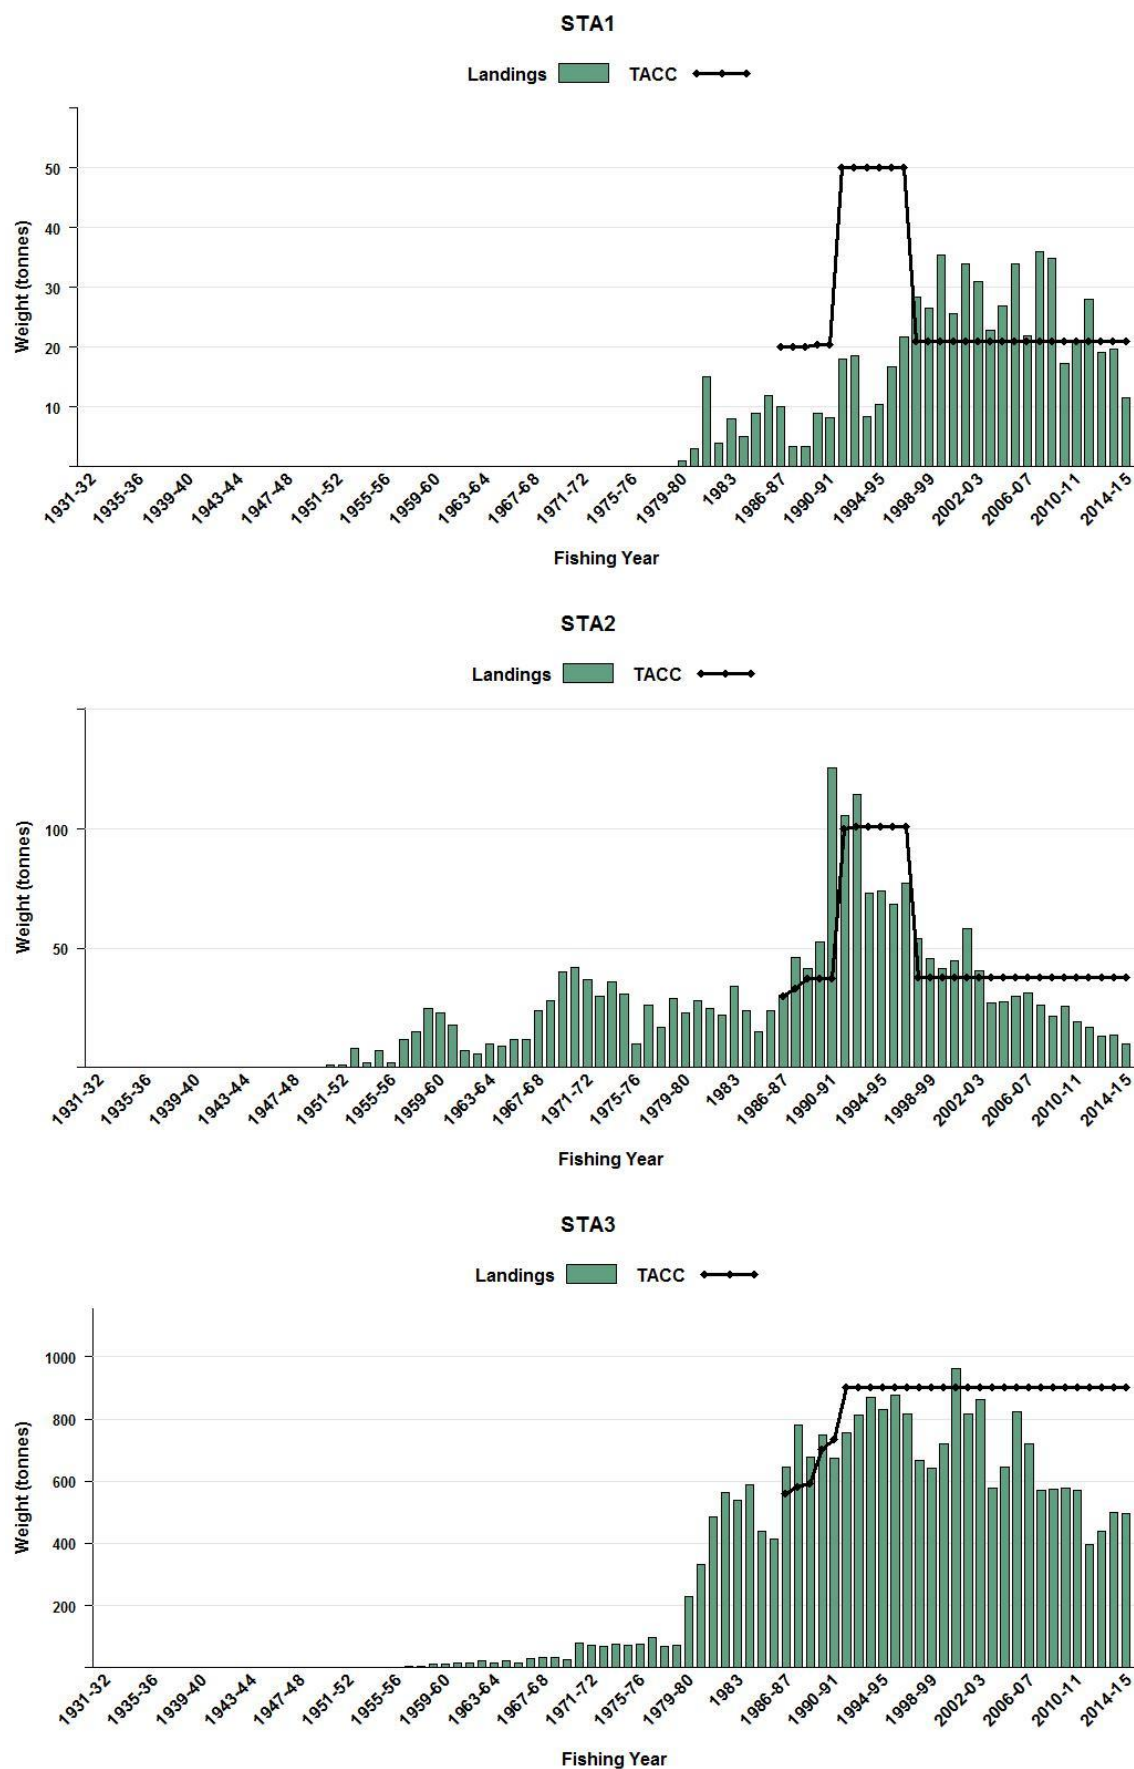 STA1
Landings TACC
50
40
30
20
10
Weight (tonnes)
1931-32 1935-36 1939-40 1943-44 1947-48 1951-52 1955-56 1959-60 1963-64 1967-68 1971-72 1975-76 1979-80 1983 1986-87 1990-91 1994-95 1998-99 2002-03 2006-07 2010-11 2014-15
Fishing Year
STA2
Landings TACC
100
50
Weight (tonnes)
1931-32 1935-36 1939-40 1943-44 1947-48 1951-52 1955-56 1959-60 1963-64 1967-68 1971-72 1975-76 1979-80 1983 1986-87 1990-91 1994-95 1998-99 2002-03 2006-07 2010-11 2014-15
Fishing Year
STA3
Landings TACC
1000
800
600
400
200
Weight (tonnes)
1931-32 1935-36 1939-40 1943-44 1947-48 1951-52 1955-56 1959-60 1963-64 1967-68 1971-72 1975-76 1979-80 1983 1986-87 1990-91 1994-95 1998-99 2002-03 2006-07 2010-11 2014-15
Fishing Year